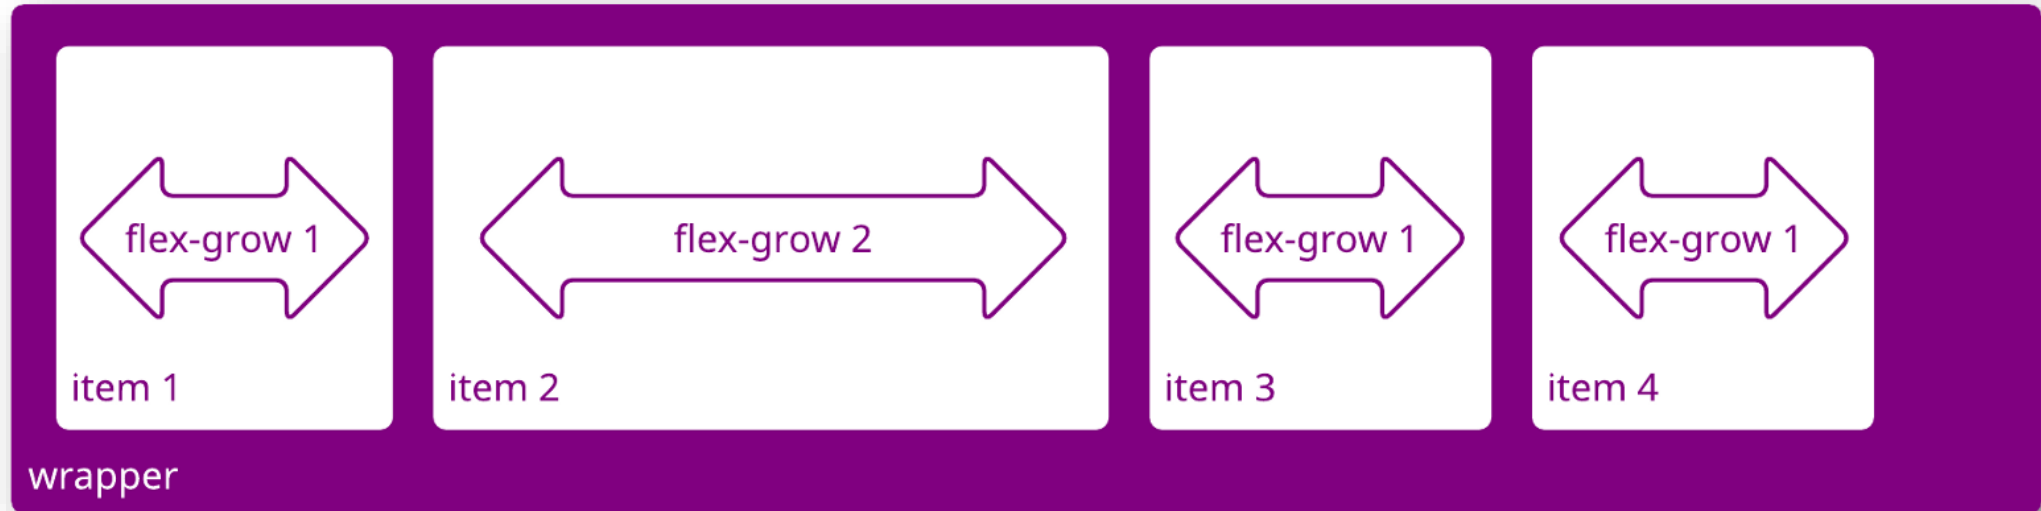 flex-grow 1
flex-grow 2
flex-grow 1
flex-grow 1
item 1
item 2
item 3
item 4
wrapper